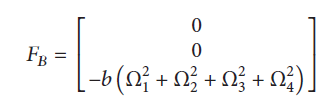 0
0
F_B = [ -b(Ω₁² + Ω₂² + Ω₃² + Ω₄²) ].